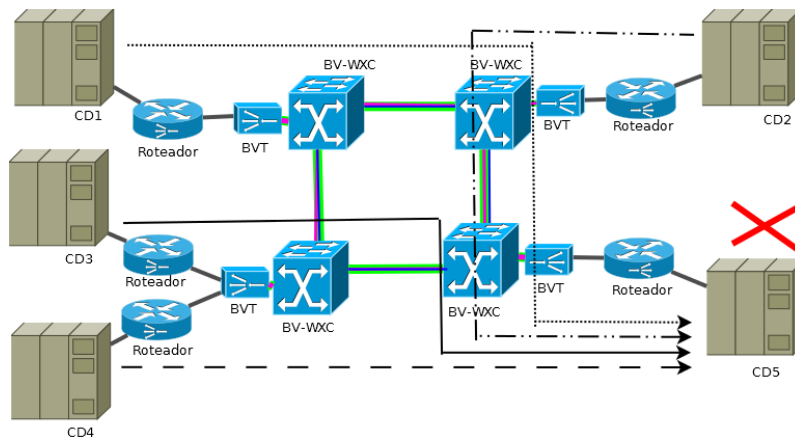 BV-WXC
BV-WXC
CD1
Roteador
BVT
BVT
Roteador
CD2
CD3
Roteador
BVT
BV-WXC
BV-WXC
BVT
Roteador
Roteador
CD5
CD4